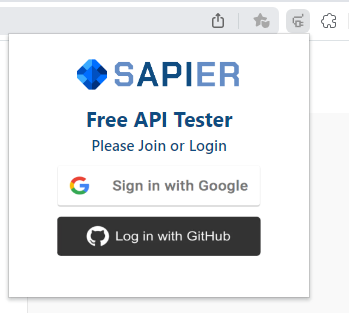 SAPIER
Free API Tester
Please Join or Login
Sign in with Google
Log in with GitHub